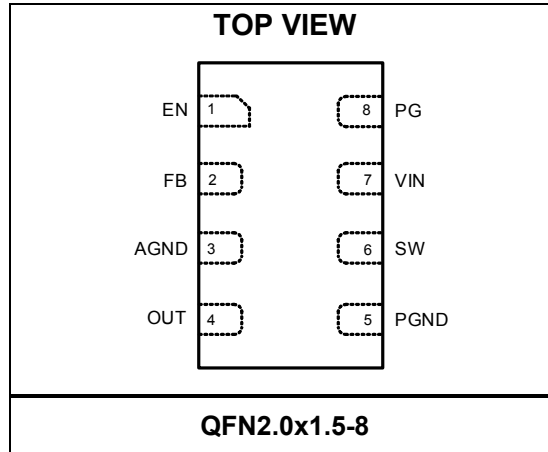 TOP VIEW
EN 1 8 PG
FB 2 7 VIN
AGND 3 6 SW
OUT 4 5 PGND
QFN2.0x1.5-8